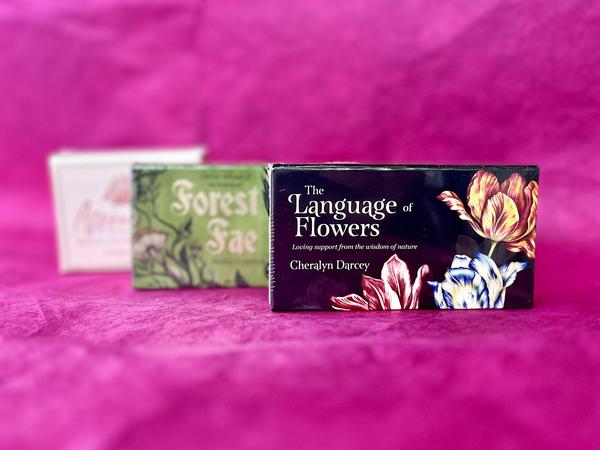 Forest
Fae
The
Language of
Flowers
Loving support from the wisdom of nature
Cheralyn Darcey